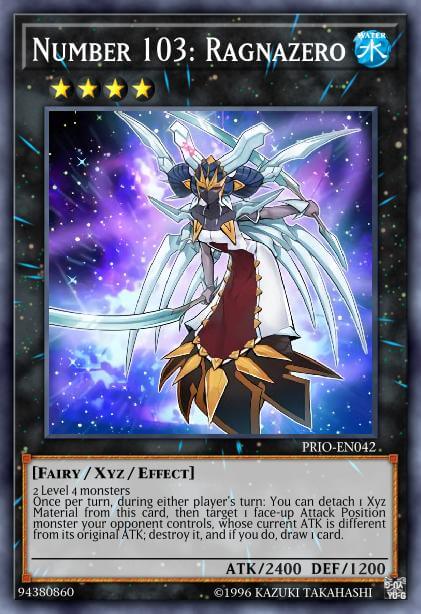 Number 103: Ragnazero
WATER
水
PRIO-EN042
[Fairy / Xyz / Effect]
2 Level 4 monsters
Once per turn, during either player's turn: You can detach 1 Xyz
Material from this card, then target 1 face-up Attack Position
monster your opponent controls, whose current ATK is different
from its original ATK; destroy it, and if you do, draw 1 card.
ATK/2400 DEF/1200
94380860
©1996 KAZUKI TAKAHASHI